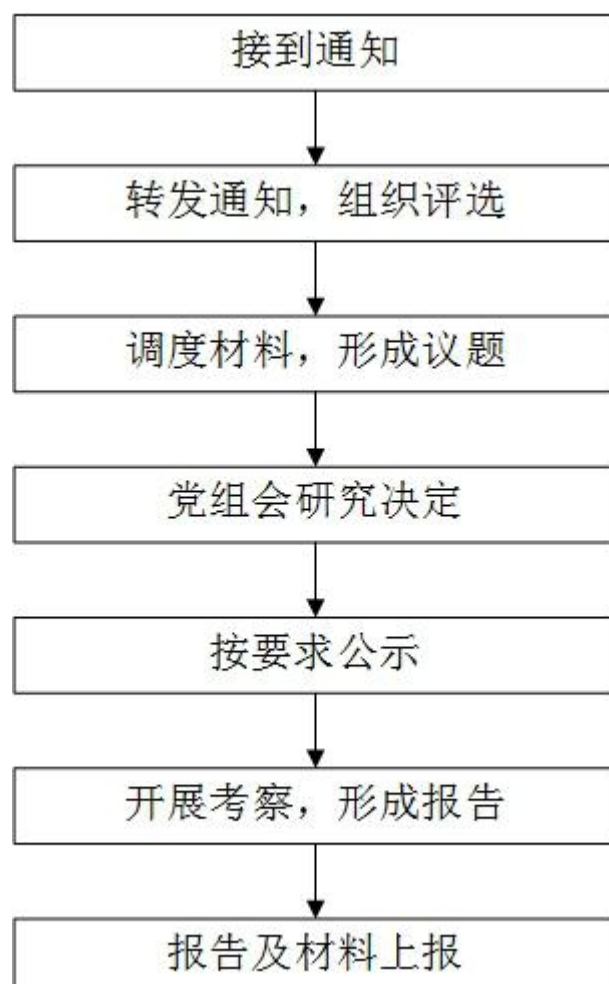 接到通知
转发通知，组织评选
调度材料，形成议题
党组会研究决定
按要求公示
开展考察，形成报告
报告及材料上报